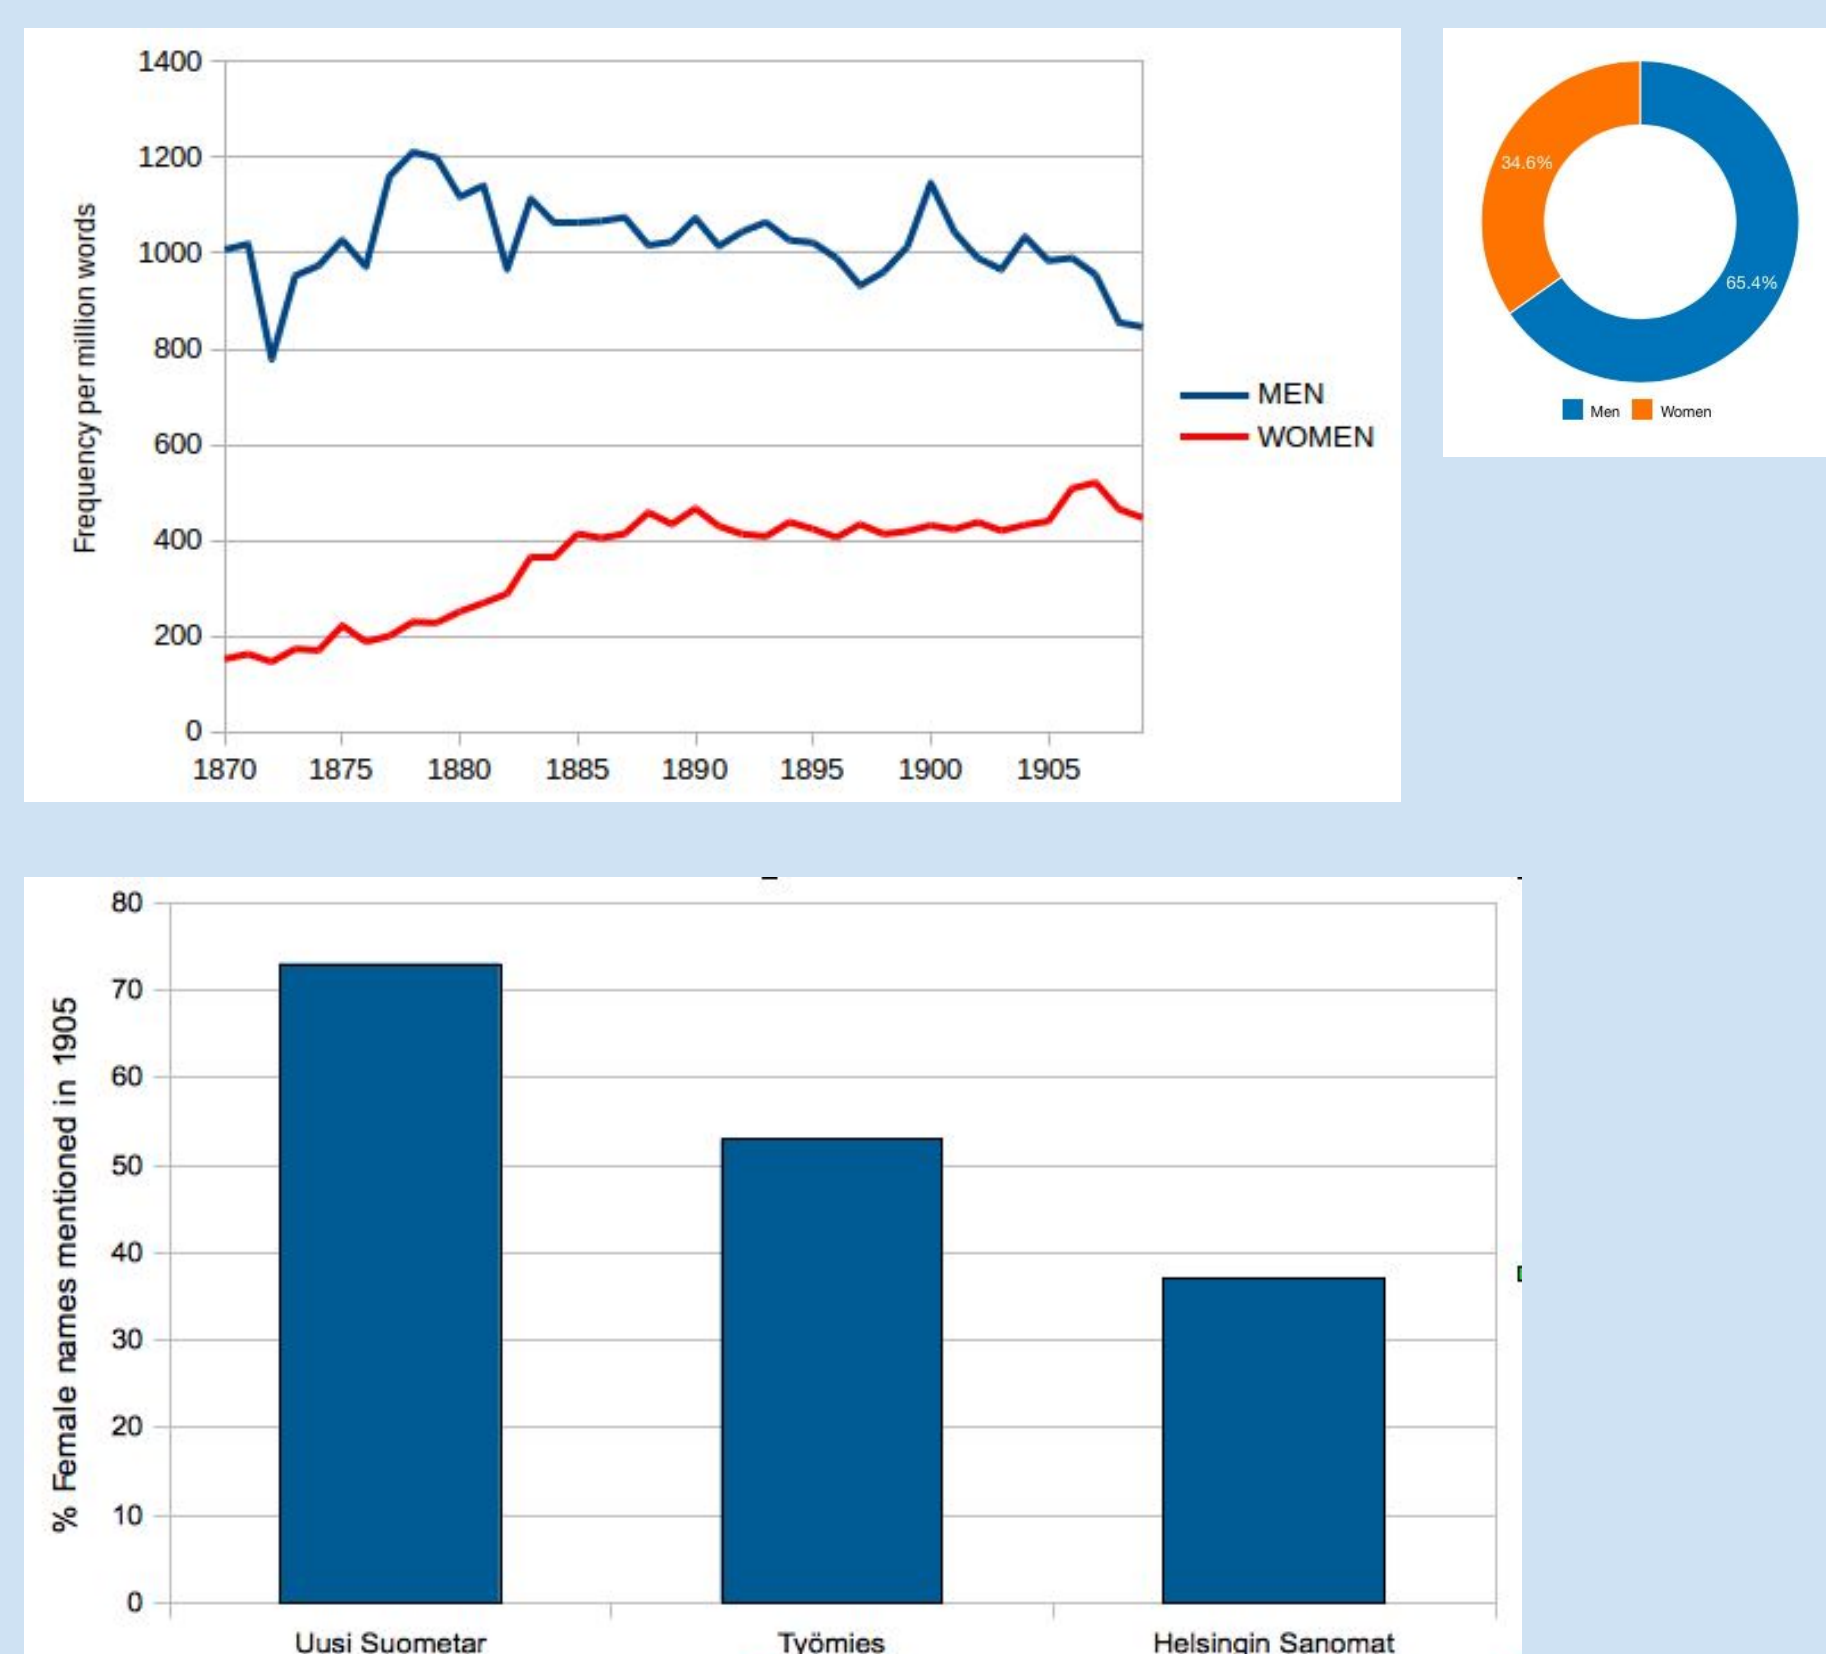 1400
1200
1000
800
600
400
200
0
Frequency per million words
1870 1875 1880 1885 1890 1895 1900 1905
MEN
WOMEN
34.6%
65.4%
Men Women
80
70
60
50
40
30
20
10
0
% Female names mentioned in 1905
Uusi Suometar Työmies Helsingin Sanomat